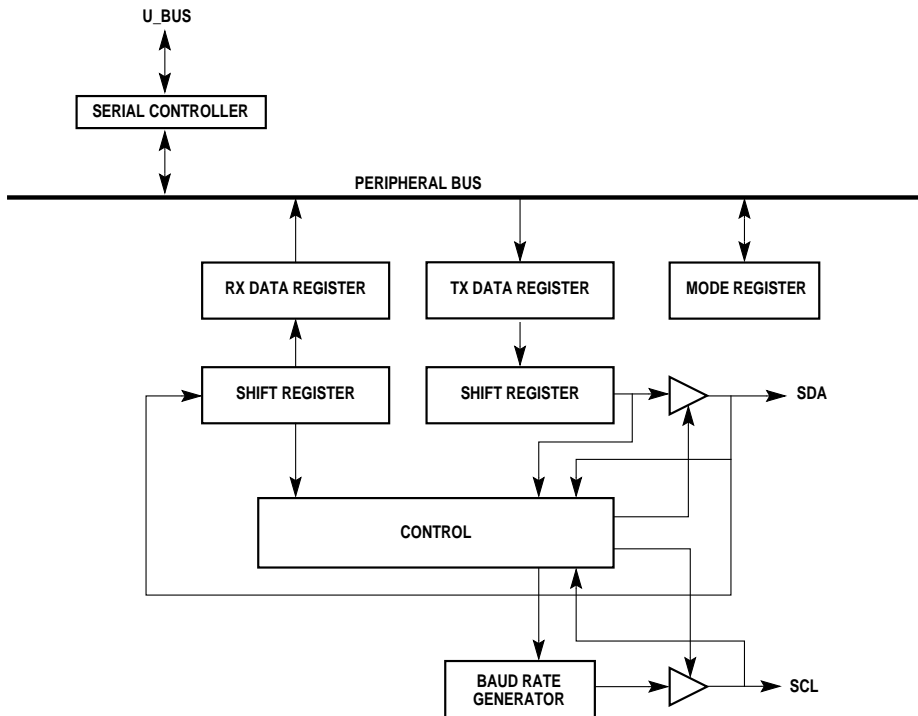 U_BUS
SERIAL CONTROLLER
PERIPHERAL BUS
RX DATA REGISTER
TX DATA REGISTER
MODE REGISTER
SHIFT REGISTER
SHIFT REGISTER
SDA
CONTROL
BAUD RATE
GENERATOR
SCL